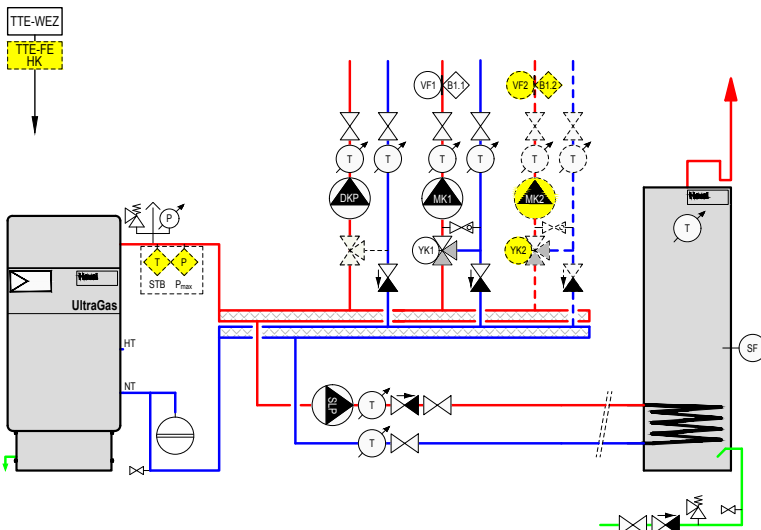 TTE-WEZ
TTE-FE
HK
VF1
B1.1
VF2
B1.2
T
T
T
T
T
T
DKP
MK1
MK2
P
T
YK1
YK2
T
P
STB
Pmax
UltraGas
SF
HT
NT
SLP
T
T